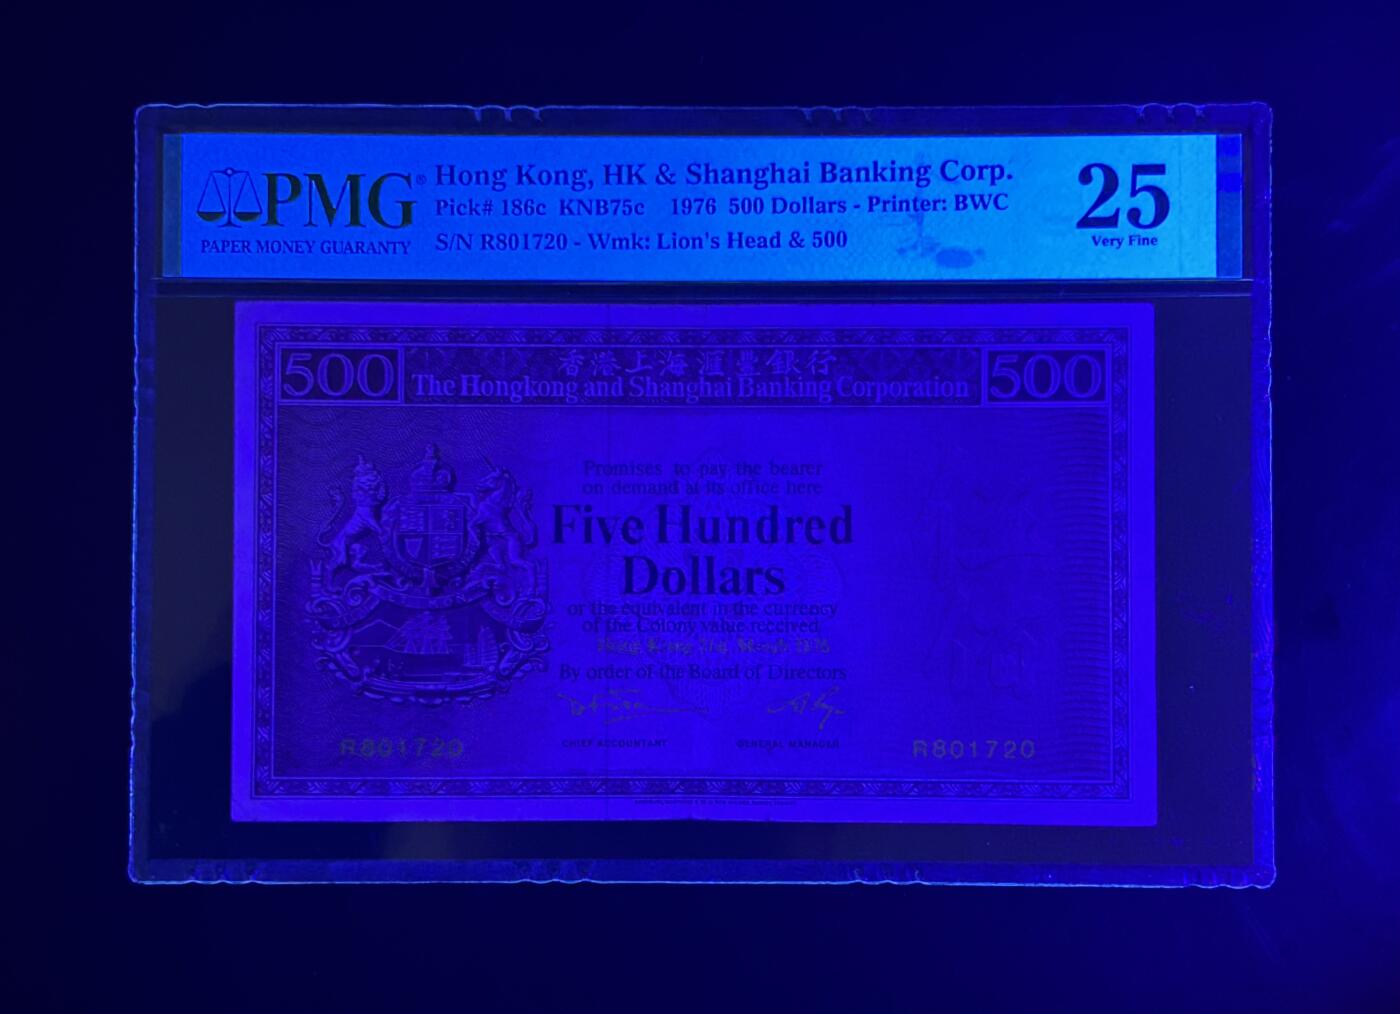 PMG®
PAPER MONEY GUARANTY
Hong Kong, HK & Shanghai Banking Corp.
Pick# 186c KNB75c 1976 500 Dollars - Printer: BWC
S/N R801720 - Wmk: Lion's Head & 500
25
Very Fine
500
香港上海滙豐銀行
The Hongkong and Shanghai Banking Corporation
500
Promises to pay the bearer
on demand at its office here
Five Hundred
Dollars
or the equivalent in the currency
of the Colony value received
By order of the Board of Directors
CHIEF ACCOUNTANT
GENERAL MANAGER
R801720
R801720